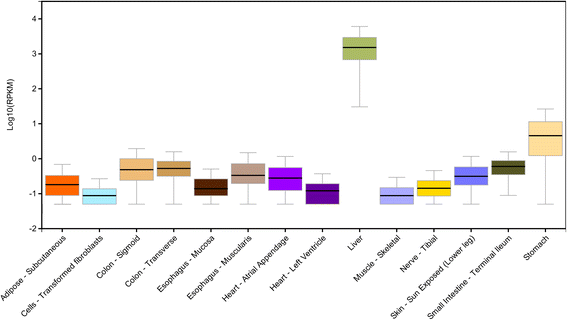 Log10(RPKM)
4
3
2
1
0
-1
-2
Adipose - Subcutaneous
Cells - Transformed fibroblasts
Colon - Sigmoid
Colon - Transverse
Esophagus - Mucosa
Esophagus - Muscularis
Heart - Atrial Appendage
Heart - Left Ventricle
Liver
Muscle - Skeletal
Nerve - Tibial
Skin - Sun Exposed (Lower leg)
Small Intestine - Terminal Ileum
Stomach